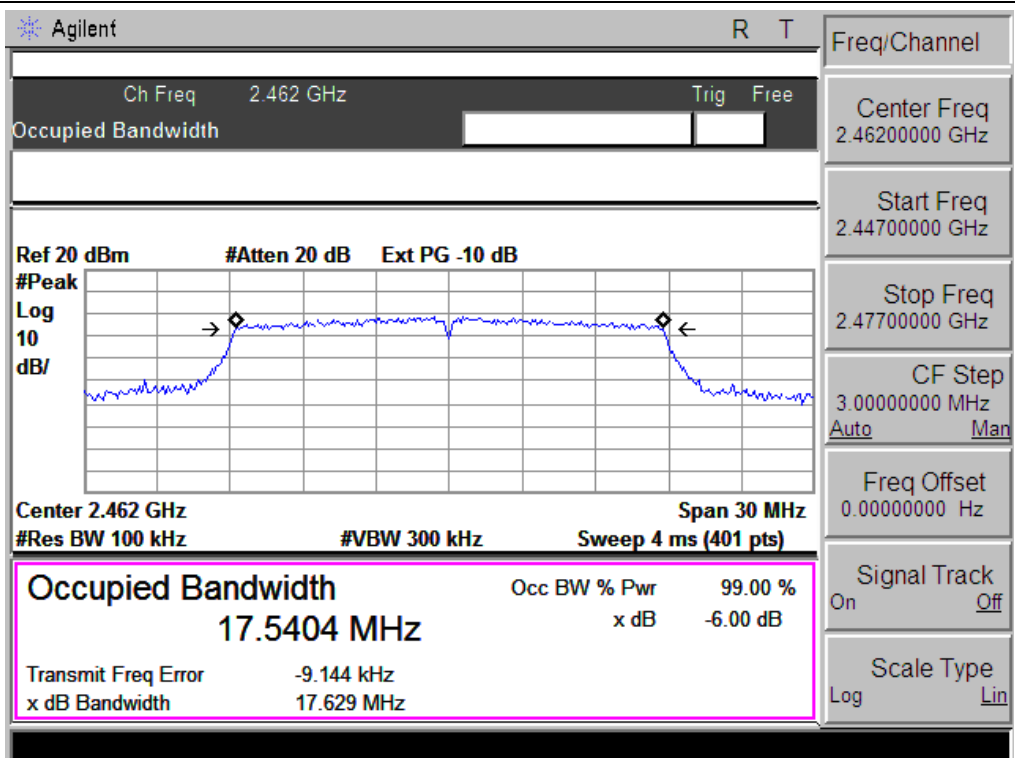 Agilent R T
Ch Freq 2.462 GHz Trig Free
Occupied Bandwidth
Ref 20 dBm #Atten 20 dB Ext PG -10 dB
#Peak
Log
10
dB/
Center 2.462 GHz Span 30 MHz
#Res BW 100 kHz #VBW 300 kHz Sweep 4 ms (401 pts)
Occupied Bandwidth Occ BW % Pwr 99.00 %
17.5404 MHz x dB -6.00 dB
Transmit Freq Error -9.144 kHz
x dB Bandwidth 17.629 MHz
Freq/Channel
Center Freq
2.46200000 GHz
Start Freq
2.44700000 GHz
Stop Freq
2.47700000 GHz
CF Step
3.00000000 MHz
Auto Man
Freq Offset
0.00000000 Hz
Signal Track
On Off
Scale Type
Log Lin